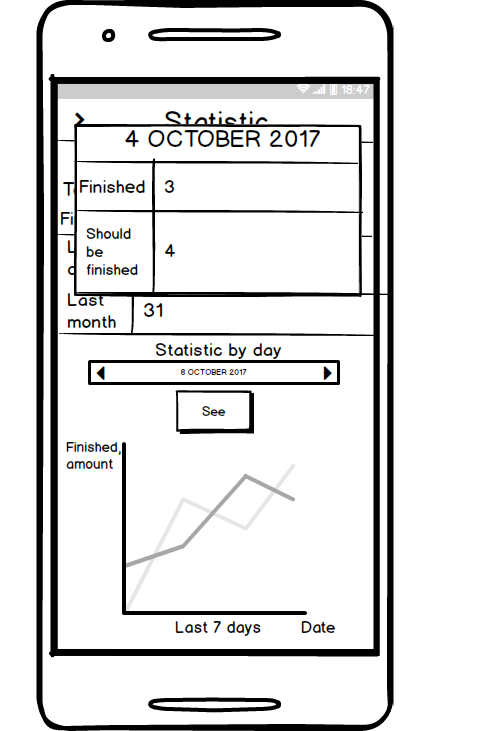 18:47
Statistic
4 OCTOBER 2017
Finished 3
Should
be
finished
4
Last
month
31
Statistic by day
8 OCTOBER 2017
See
Finished,
amount
Last 7 days Date